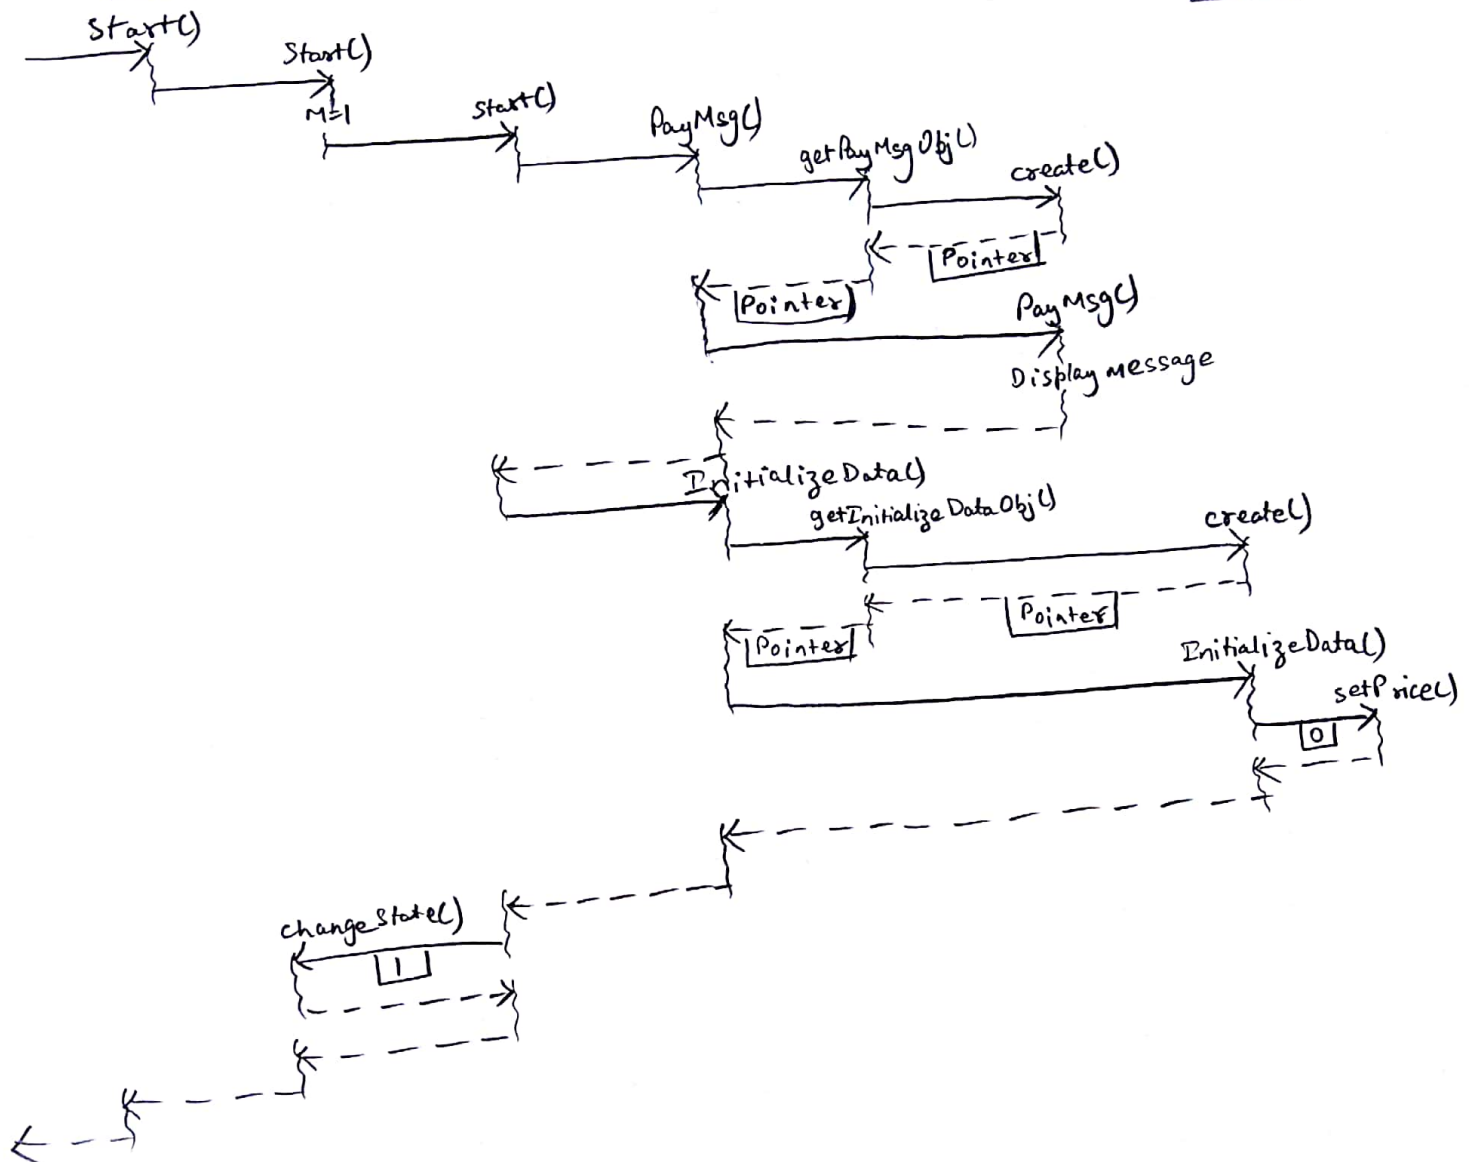 Start()
Start()
M=1
Start()
PayMsg()
getPayMsgObj()
create()
Pointer
Pointer
PayMsg()
Display message
InitializeData()
getInitializeDataObj()
create()
Pointer
Pointer
InitializeData()
setPrice()
0
changeState()
1